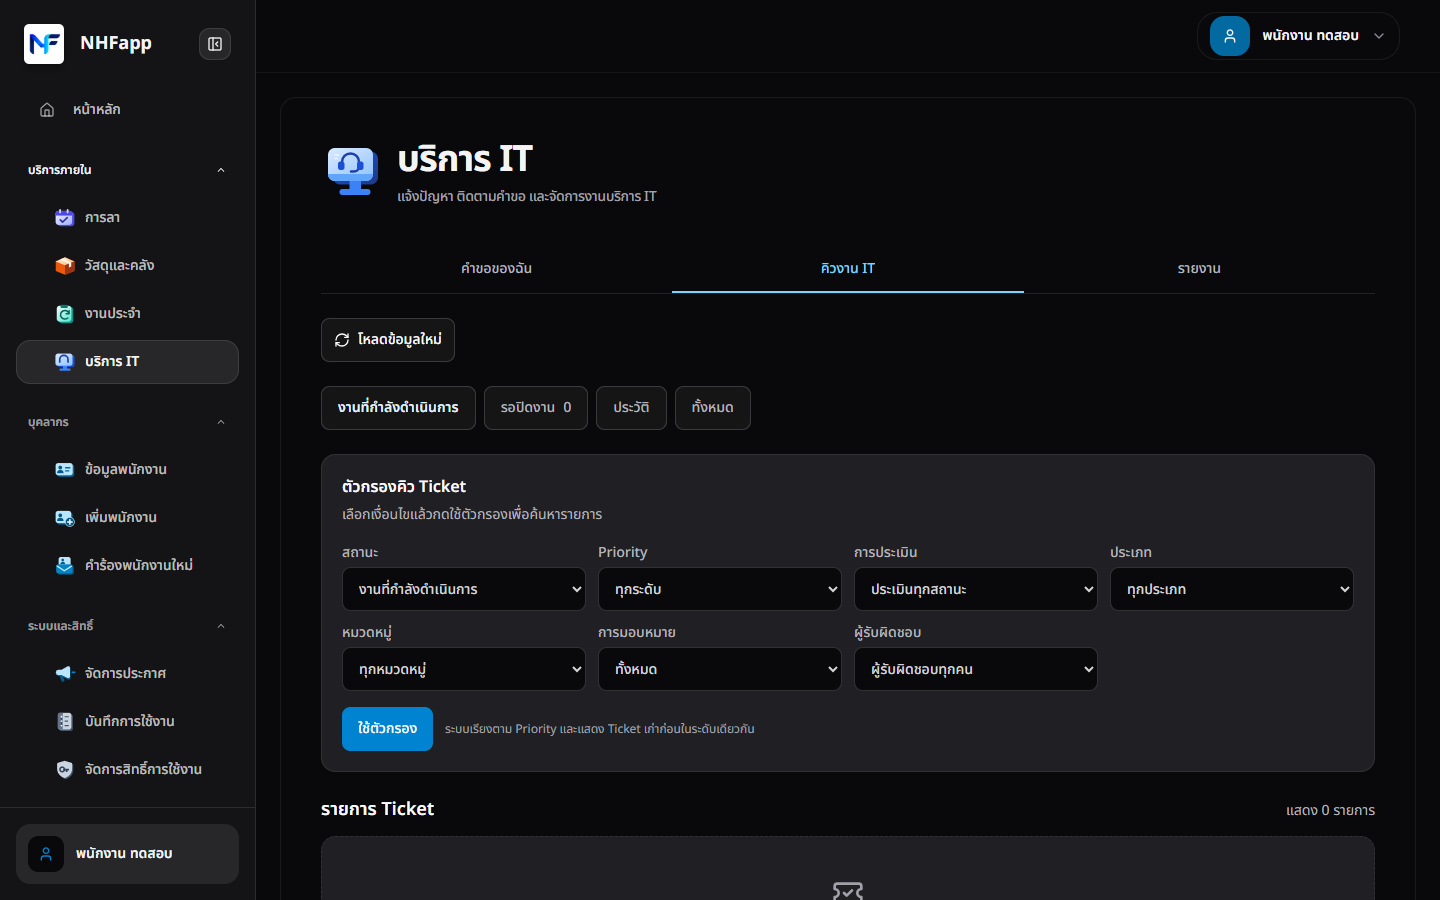 NHFapp
พนักงาน ทดสอบ
หน้าหลัก
บริการภายใน
การลา
วัสดุและคลัง
งานประจำ
บริการ IT
บุคลากร
ข้อมูลพนักงาน
เพิ่มพนักงาน
คำร้องพนักงานใหม่
ระบบและสิทธิ์
จัดการประกาศ
บันทึกการใช้งาน
จัดการสิทธิ์การใช้งาน
พนักงาน ทดสอบ
บริการ IT
แจ้งปัญหา ติดตามคำขอ และจัดการงานบริการ IT
คำขอของฉัน
คิวงาน IT
รายงาน
โหลดข้อมูลใหม่
งานที่กำลังดำเนินการ
รอปิดงาน 0
ประวัติ
ทั้งหมด
ตัวกรองคิว Ticket
เลือกเงื่อนไขแล้วกดใช้ตัวกรองเพื่อค้นหารายการ
สถานะ
งานที่กำลังดำเนินการ
Priority
ทุกระดับ
การประเมิน
ประเมินทุกสถานะ
ประเภท
ทุกประเภท
หมวดหมู่
ทุกหมวดหมู่
การมอบหมาย
ทั้งหมด
ผู้รับผิดชอบ
ผู้รับผิดชอบทุกคน
ใช้ตัวกรอง
ระบบเรียงตาม Priority และแสดง Ticket เก่าก่อนในระดับเดียวกัน
รายการ Ticket
แสดง 0 รายการ